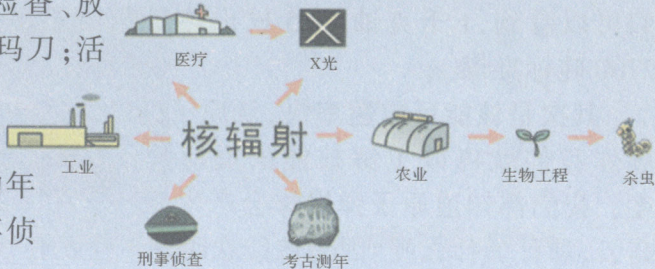 检查、放
玛刀；活
医疗
X光
核辐射
工业
农业
生物工程
杀虫
年
侦
刑事侦查
考古测年